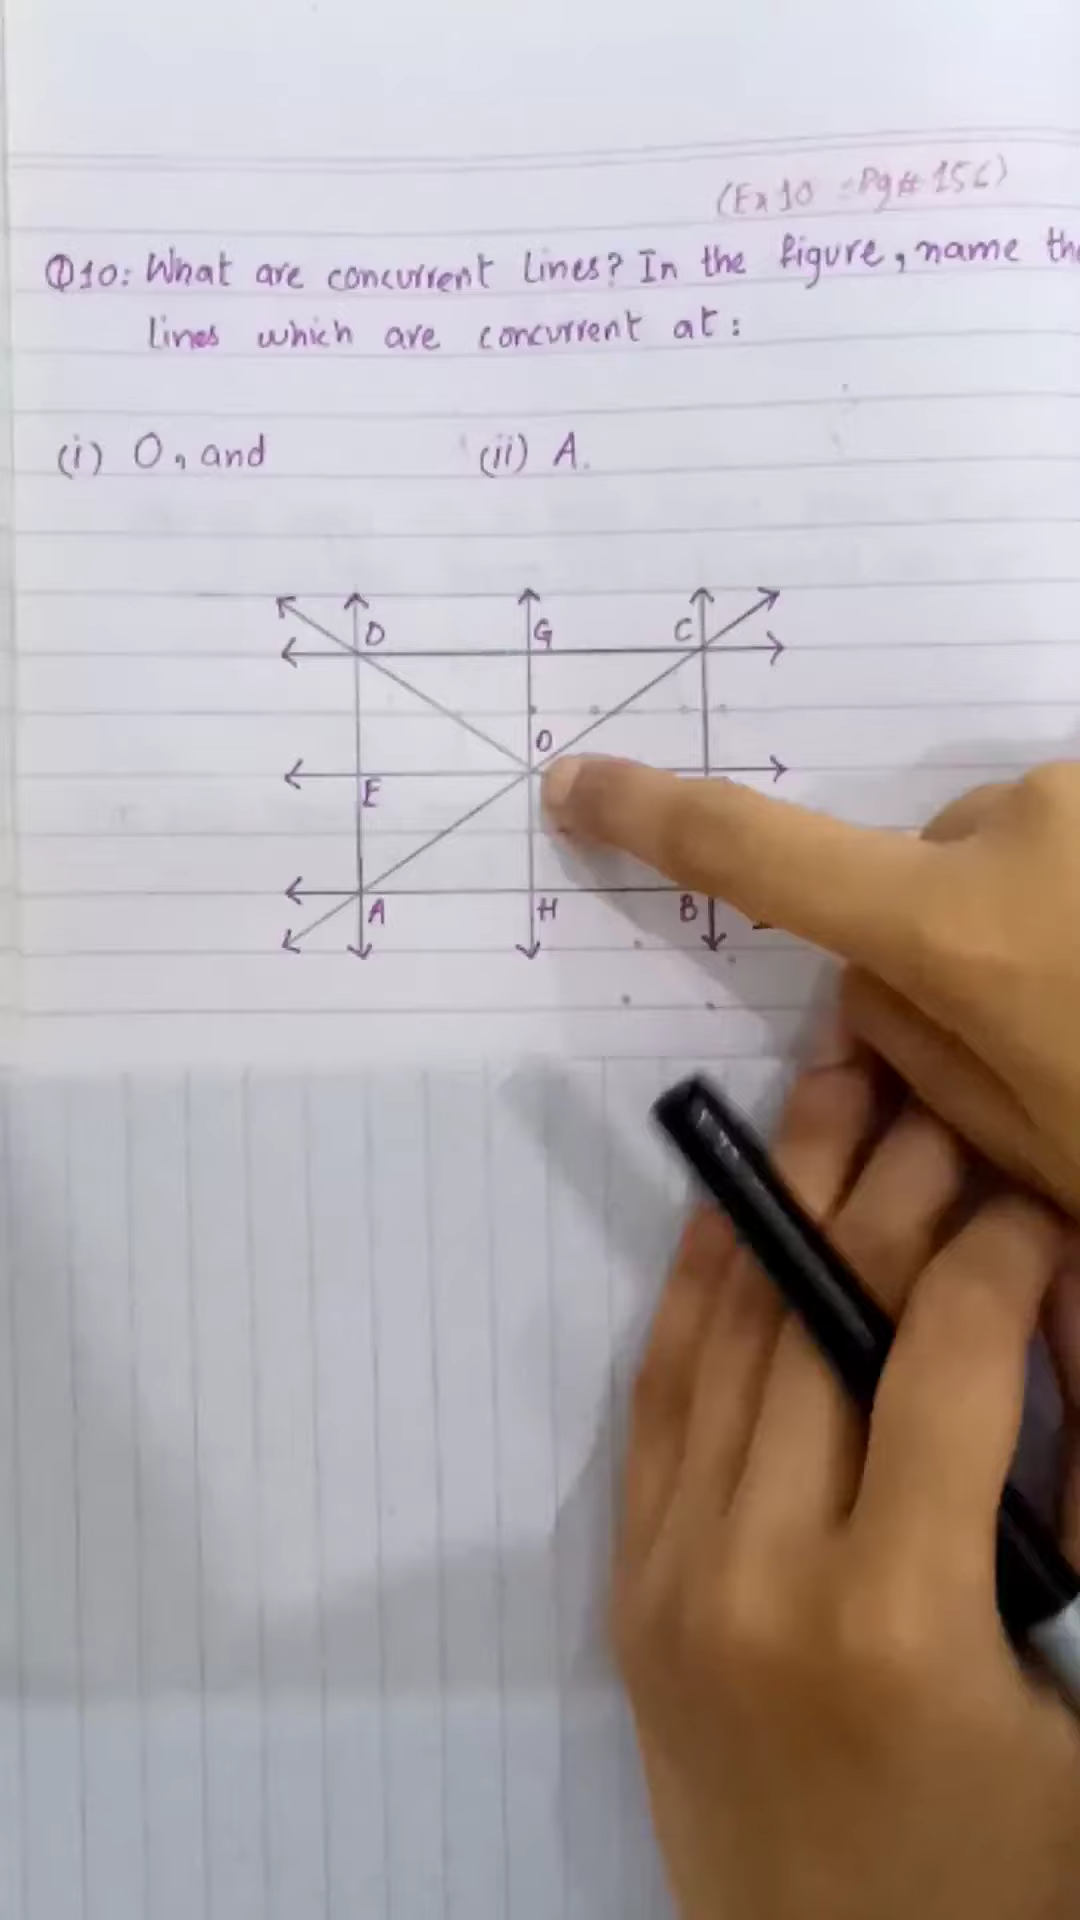 (Ex 10 = Pg# 156)
Q10: What are concurrent lines? In the figure, name the
lines which are concurrent at:
(i) O, and (ii) A.
D G C
O
E
A H B